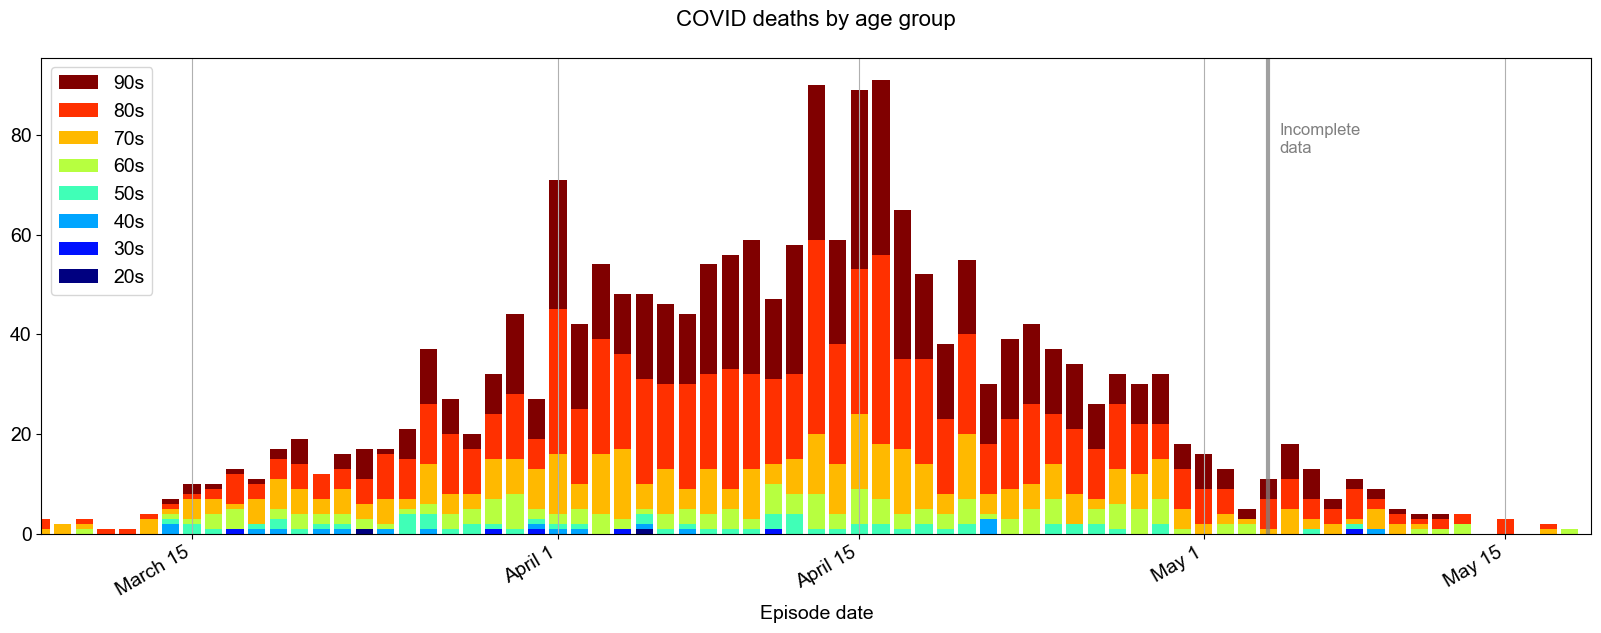 COVID deaths by age group
90s
80s
70s
60s
50s
40s
30s
20s
Incomplete
data
80
60
40
20
0
March 15
April 1
April 15
May 1
May 15
Episode date